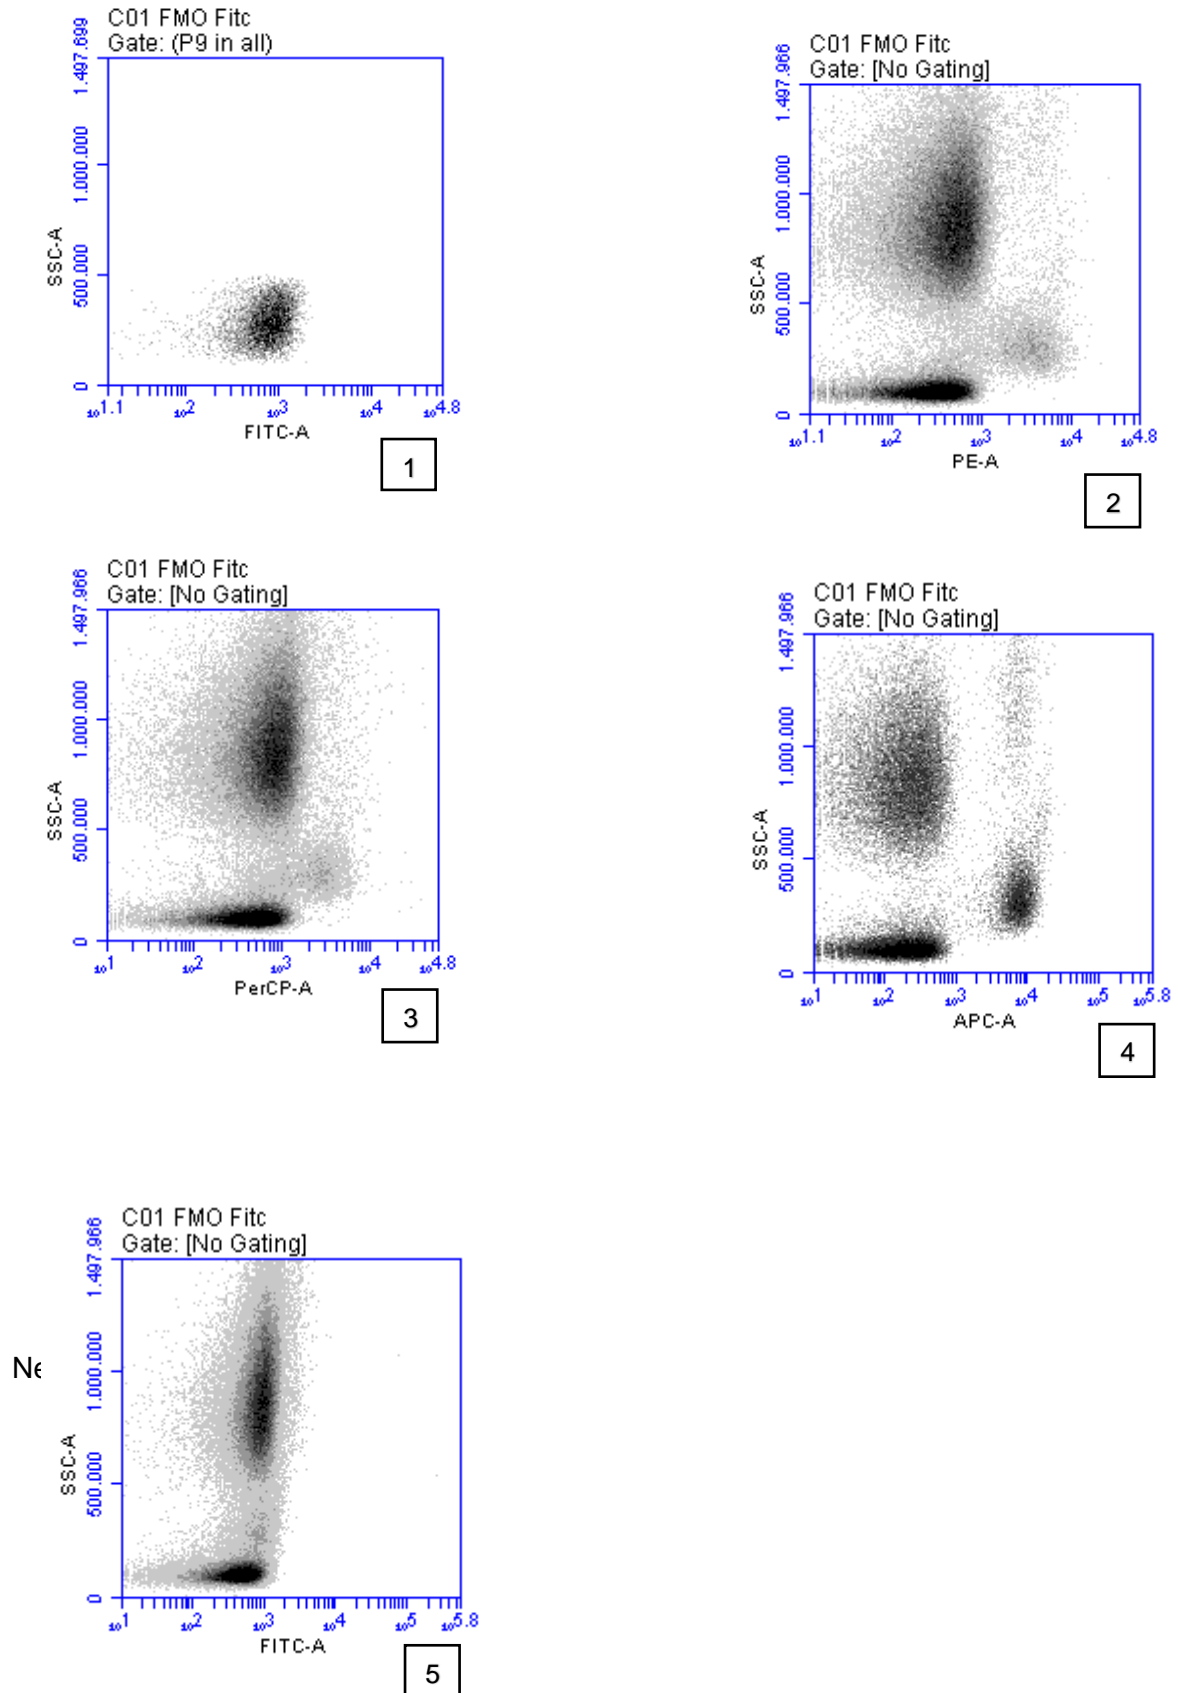 C01 FMO Fitc
Gate: (P9 in all)
1.497.699
1.000.000
500.000
0
SSC-A
10^1.1 10^2 10^3 10^4 10^4.8
FITC-A
1
C01 FMO Fitc
Gate: [No Gating]
1.497.966
1.000.000
500.000
0
SSC-A
10^1.1 10^2 10^3 10^4 10^4.8
PE-A
2
C01 FMO Fitc
Gate: [No Gating]
1.497.966
1.000.000
500.000
0
SSC-A
10^1 10^2 10^3 10^4 10^4.8
PerCP-A
3
C01 FMO Fitc
Gate: [No Gating]
1.497.966
1.000.000
500.000
0
SSC-A
10^1 10^2 10^3 10^4 10^5 10^5.8
APC-A
4
C01 FMO Fitc
Gate: [No Gating]
1.497.966
1.000.000
500.000
0
SSC-A
10^1 10^2 10^3 10^4 10^5 10^5.8
FITC-A
5